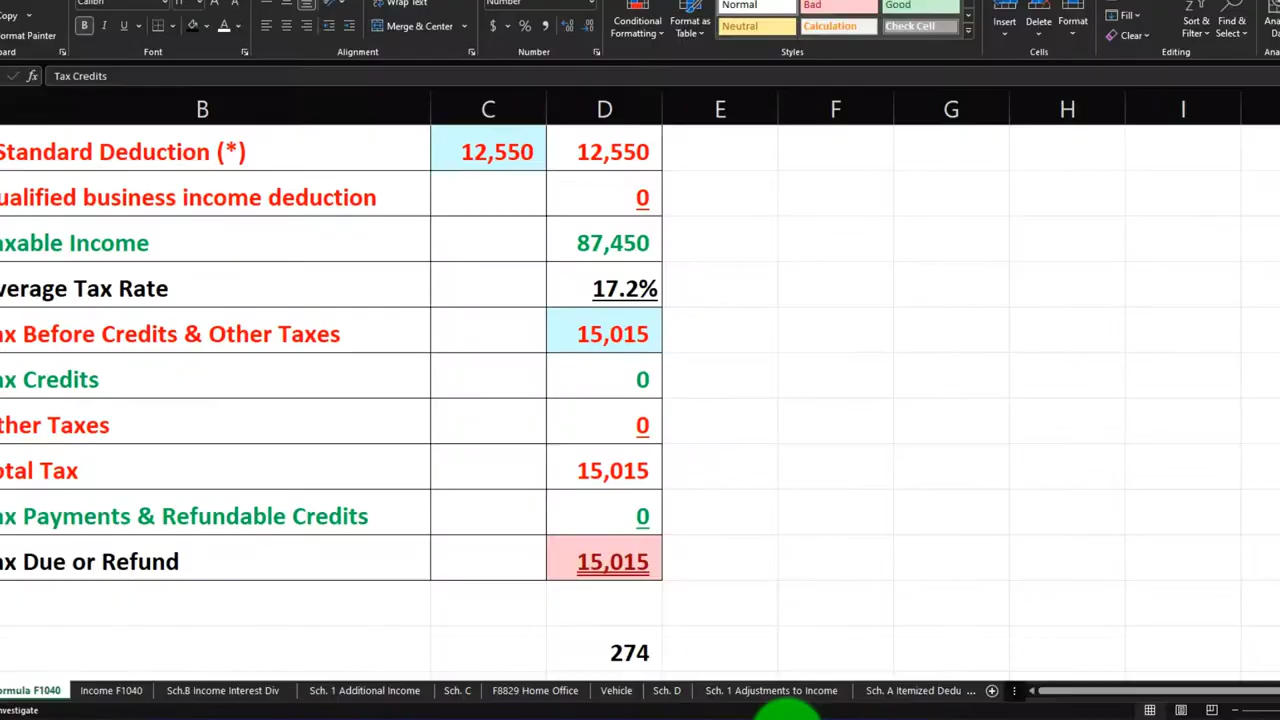 Calibri
Number
Wrap Text
Normal
Bad
Good
Copy
Format Painter
Merge & Center
$ % ,
Conditional Formatting
Format as Table
Neutral
Calculation
Check Cell
Insert
Delete
Format
Fill
Clear
Sort & Filter
Find & Select
Font
Alignment
Number
Styles
Cells
Editing
fx
Tax Credits
B C D E F G H I
Standard Deduction (*) 12,550 12,550
ualified business income deduction 0
axable Income 87,450
verage Tax Rate 17.2%
ax Before Credits & Other Taxes 15,015
ax Credits 0
ther Taxes 0
otal Tax 15,015
ax Payments & Refundable Credits 0
ax Due or Refund 15,015
274
ormula F1040 Income F1040 Sch.B Income Interest Div Sch. 1 Additional Income Sch. C F8829 Home Office Vehicle Sch. D Sch. 1 Adjustments to Income Sch. A Itemized Dedu ...
nvestigate